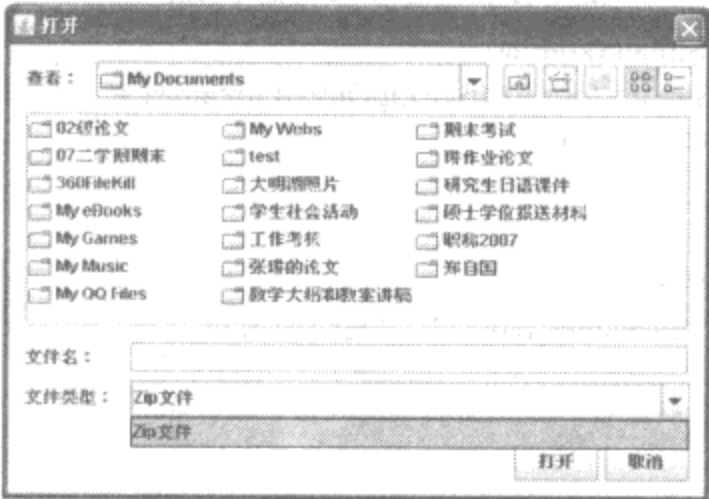 打开
查看： My Documents
02级论文 My Webs 期末考试
07二学期期末 test 带作业论文
360FileKill 大明湖照片 研究生日语课件
My eBooks 学生社会活动 硕士学位报送材料
My Games 工作考核 职称2007
My Music 的论文 郑自国
My QQ Files 教学大纲和教案讲稿
文件名：
文件类型： Zip文件
Zip文件
打开 取消